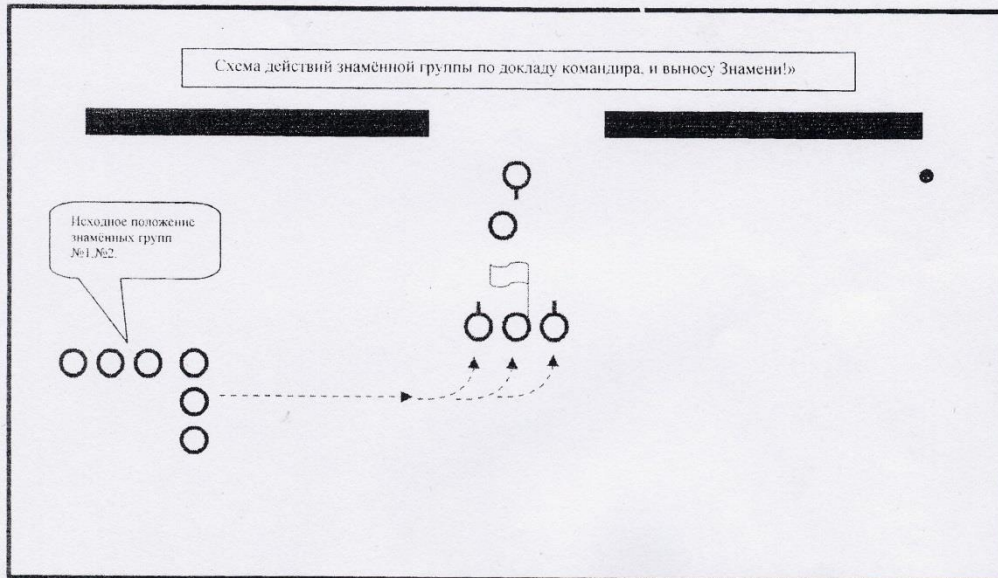 Схема действий знамённой группы по докладу командира, и выносу Знамени!»
Исходное положение
знамённых групп
№1,№2.